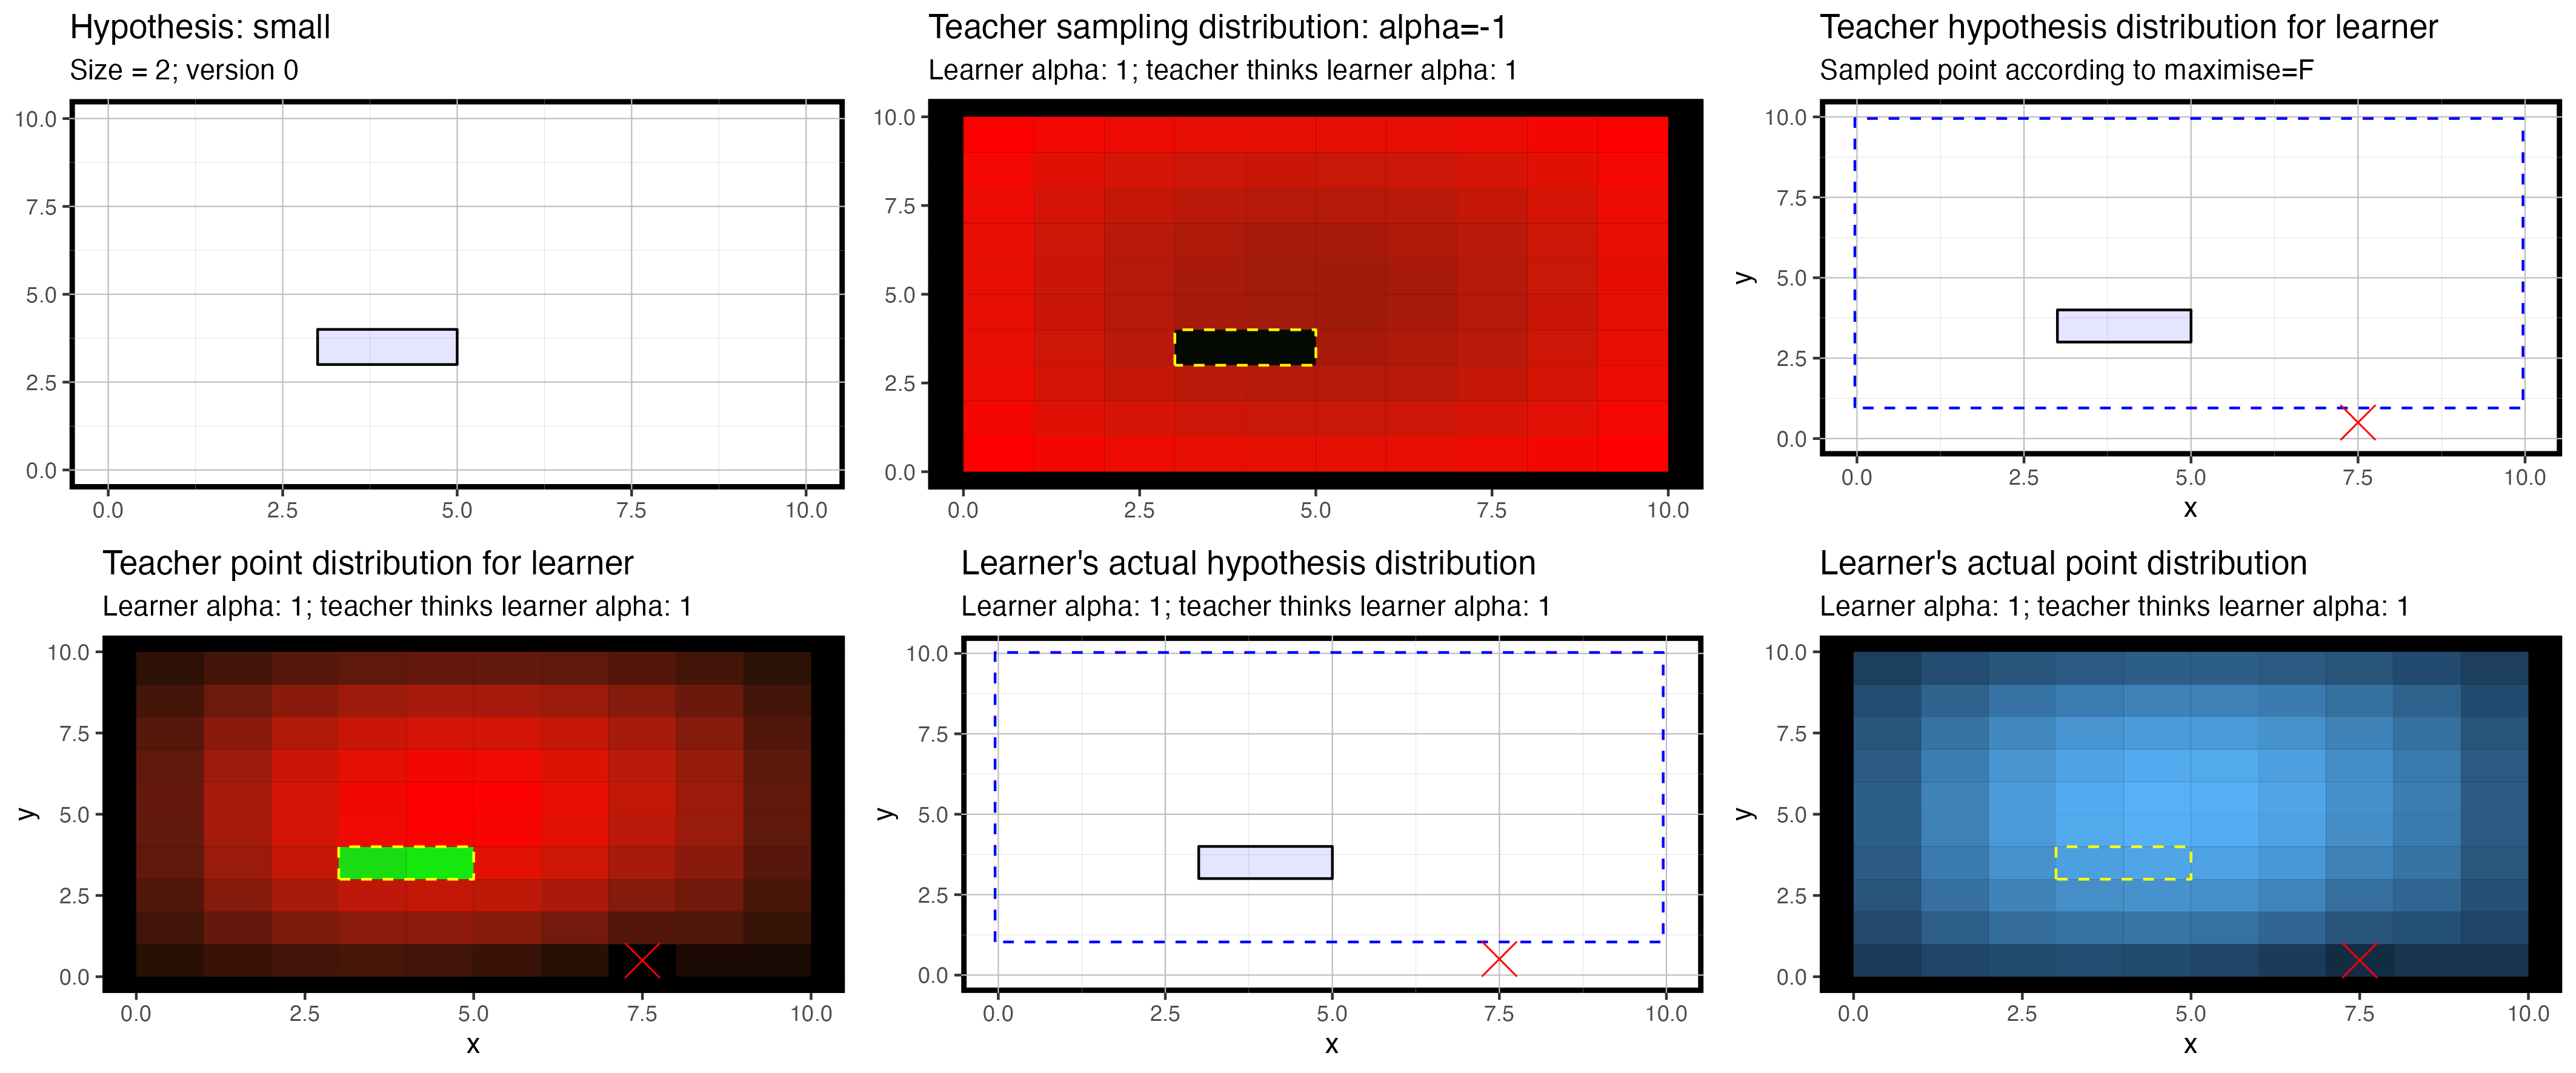 Hypothesis: small
Size = 2; version 0
10.0
7.5
5.0
2.5
0.0
0.0 2.5 5.0 7.5 10.0
Teacher sampling distribution: alpha=-1
Learner alpha: 1; teacher thinks learner alpha: 1
10.0
7.5
5.0
2.5
0.0
0.0 2.5 5.0 7.5 10.0
Teacher hypothesis distribution for learner
Sampled point according to maximise=F
y
10.0
7.5
5.0
2.5
0.0
0.0 2.5 5.0 7.5 10.0
x
Teacher point distribution for learner
Learner alpha: 1; teacher thinks learner alpha: 1
y
10.0
7.5
5.0
2.5
0.0
0.0 2.5 5.0 7.5 10.0
x
Learner's actual hypothesis distribution
Learner alpha: 1; teacher thinks learner alpha: 1
y
10.0
7.5
5.0
2.5
0.0
0.0 2.5 5.0 7.5 10.0
x
Learner's actual point distribution
Learner alpha: 1; teacher thinks learner alpha: 1
y
10.0
7.5
5.0
2.5
0.0
0.0 2.5 5.0 7.5 10.0
x